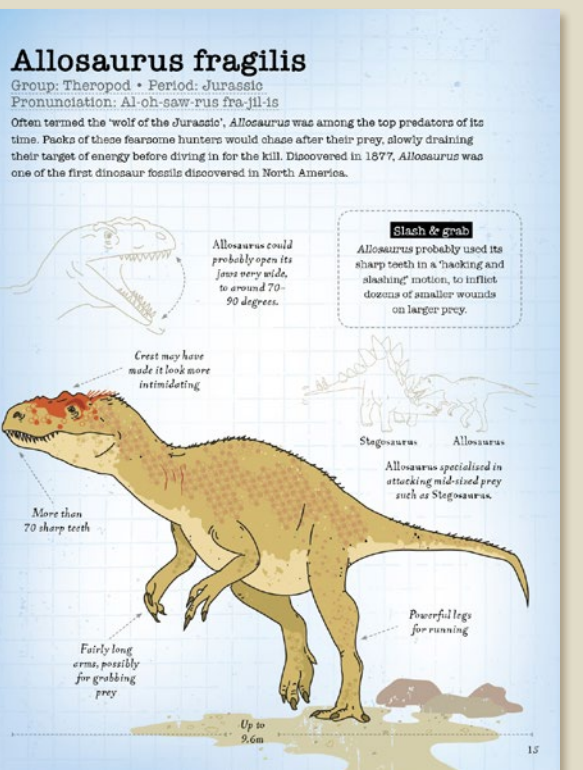 Allosaurus fragilis
Group: Theropod • Period: Jurassic
Pronunciation: Al-oh-saw-rus fra-jil-is
Often termed the 'wolf of the Jurassic', Allosaurus was among the top predators of its
time. Packs of these fearsome hunters would chase after their prey, slowly draining
their target of energy before diving in for the kill. Discovered in 1877, Allosaurus was
one of the first dinosaur fossils discovered in North America.
Allosaurus could
probably open its
jaws very wide,
to around 70-
90 degrees.
Slash & grab
Allosaurus probably used its
sharp teeth in a 'hacking and
slashing' motion, to inflict
dozens of smaller wounds
on larger prey.
Crest may have
made it look more
intimidating
Stegosaurus
Allosaurus
Allosaurus specialised in
attacking mid-sized prey
such as Stegosaurus.
More than
70 sharp teeth
Powerful legs
for running
Fairly long
arms, possibly
for grabbing
prey
Up to
9.6m
15